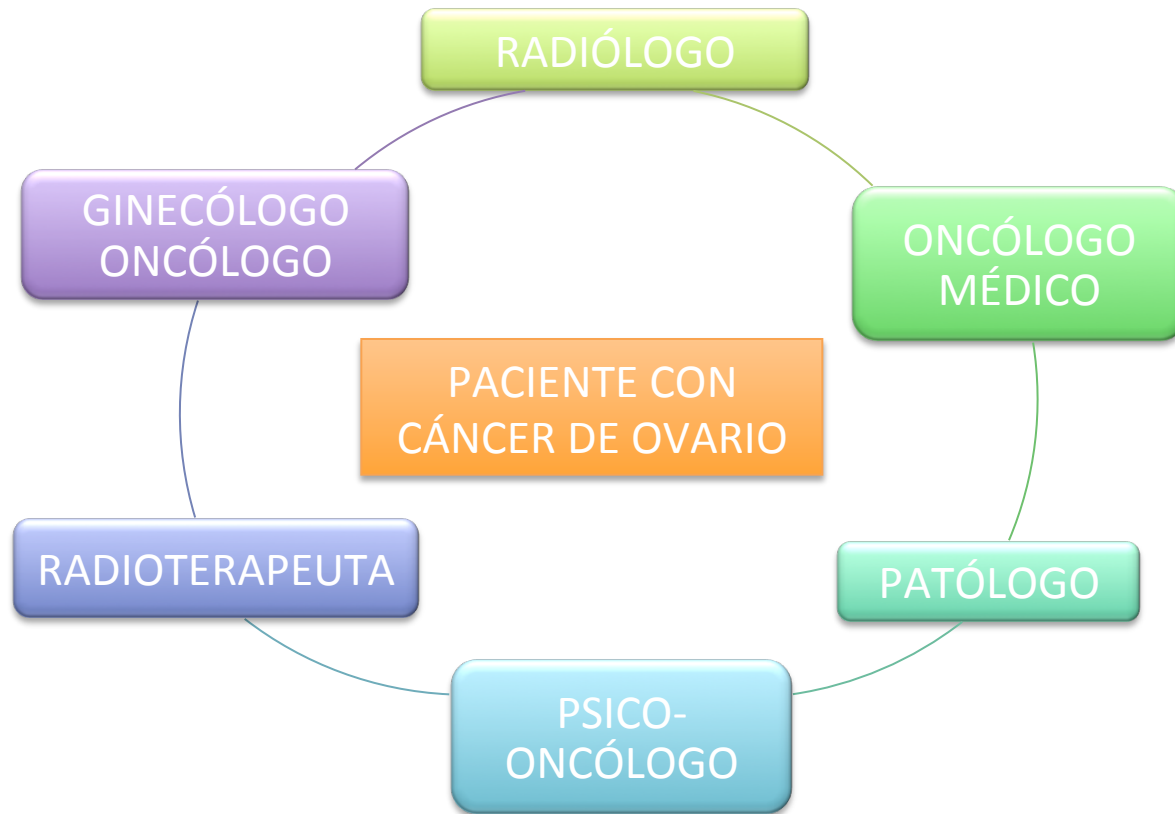 RADIÓLOGO
GINECÓLOGO
ONCÓLOGO
ONCÓLOGO
MÉDICO
PACIENTE CON
CÁNCER DE OVARIO
RADIOTERAPEUTA
PATÓLOGO
PSICO-
ONCÓLOGO